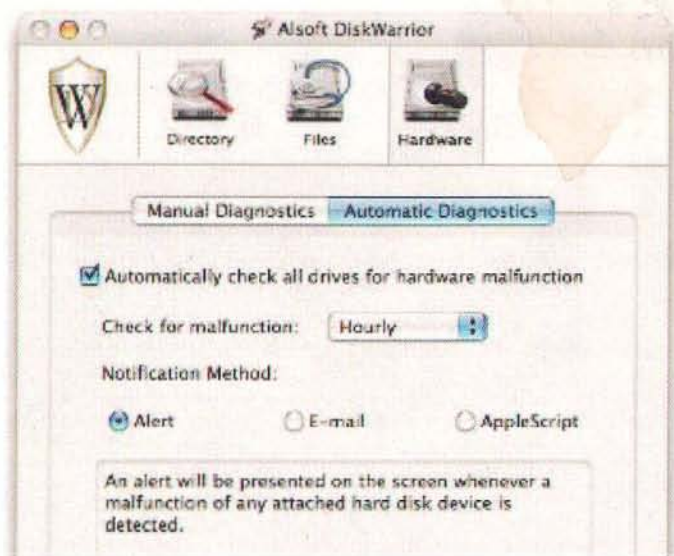 Alsoft DiskWarrior
W
Directory
Files
Hardware
Manual Diagnostics
Automatic Diagnostics
Automatically check all drives for hardware malfunction
Check for malfunction:
Hourly
Notification Method:
Alert
E-mail
AppleScript
An alert will be presented on the screen whenever a
malfunction of any attached hard disk device is
detected.